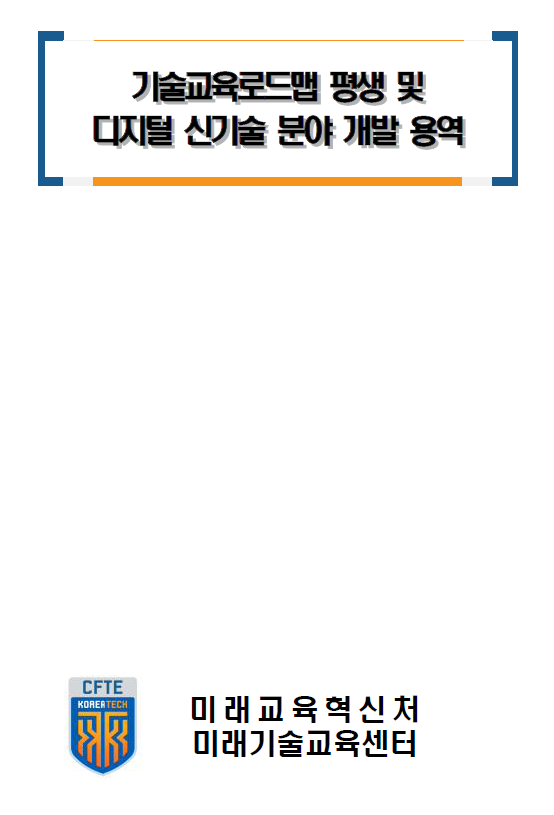 기술교육로드맵 평생 및
디지털 신기술 분야 개발 용역
CFTE
KOREATECH
미래교육혁신처
미래기술교육센터